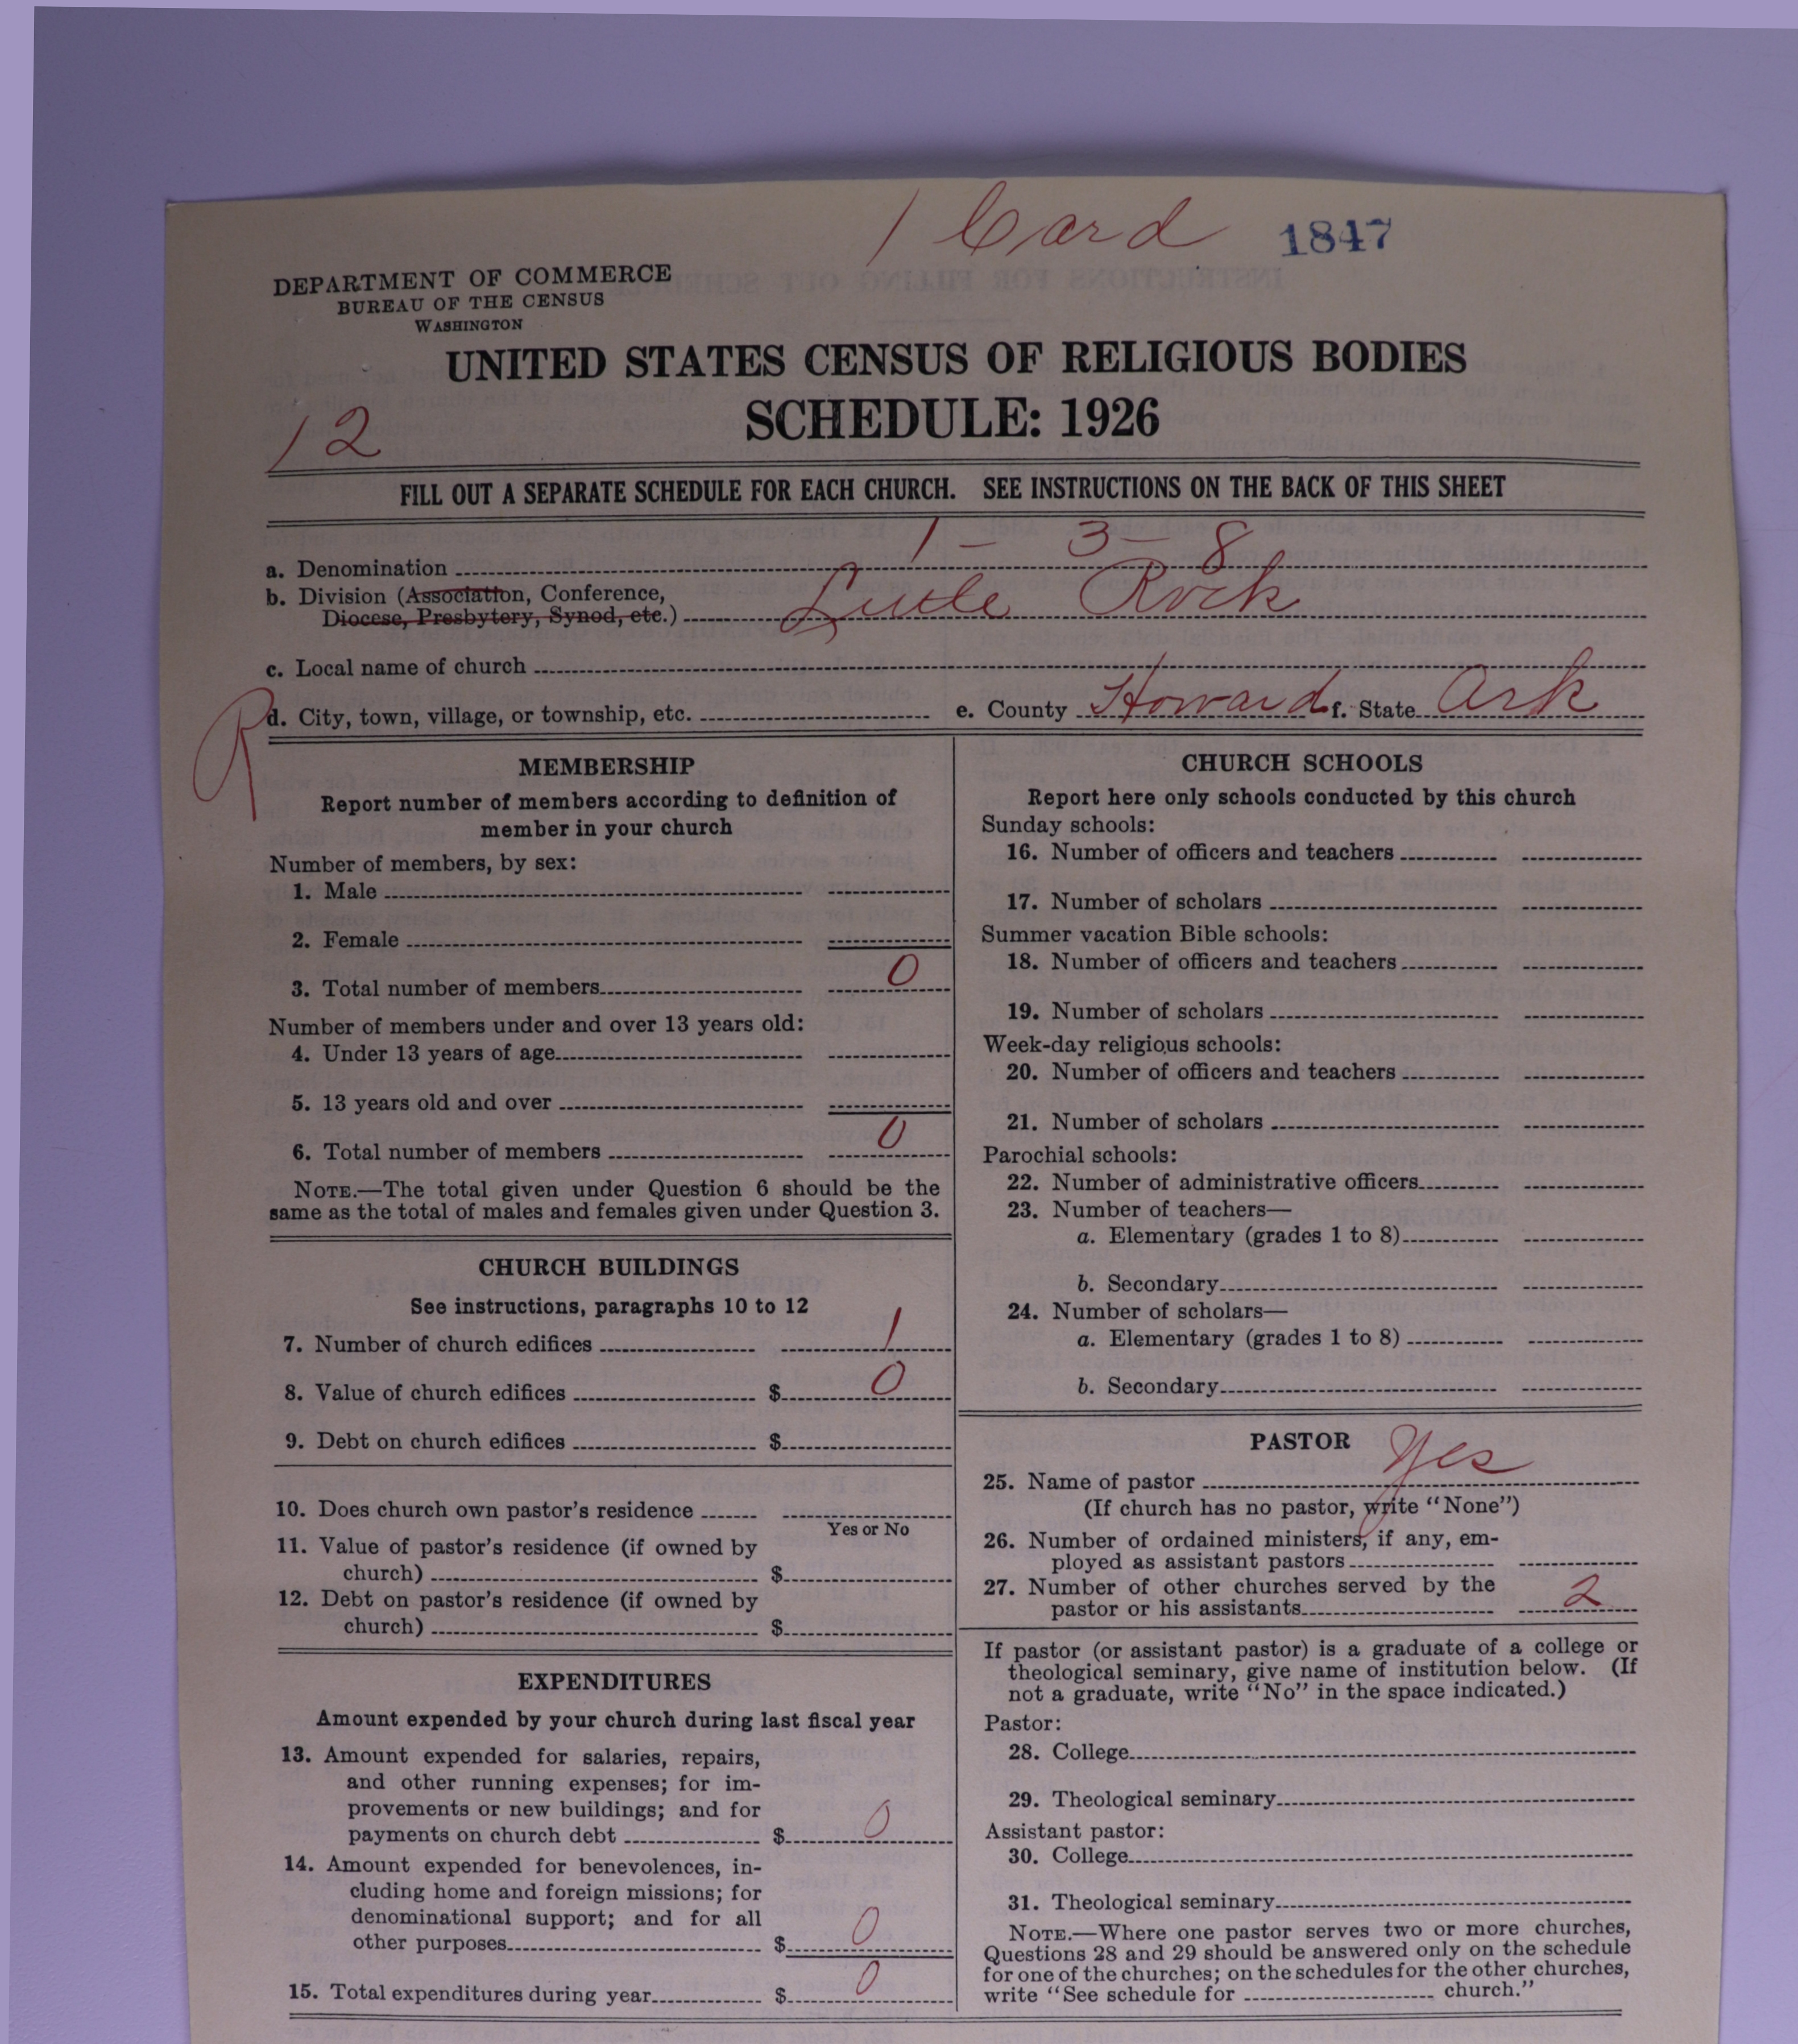 1 Card 1847
DEPARTMENT OF COMMERCE
BUREAU OF THE CENSUS
WASHINGTON
UNITED STATES CENSUS OF RELIGIOUS BODIES
SCHEDULE: 1926
12
FILL OUT A SEPARATE SCHEDULE FOR EACH CHURCH. SEE INSTRUCTIONS ON THE BACK OF THIS SHEET
a. Denomination 1-3-8
b. Division (Association, Conference,
Diocese, Presbytery, Synod, etc.) Little Rock
c. Local name of church
R
d. City, town, village, or township, etc. e. County Howard f. State Ark
MEMBERSHIP
Report number of members according to definition of
member in your church
Number of members, by sex:
1. Male
2. Female
3. Total number of members 0
Number of members under and over 13 years old:
4. Under 13 years of age
5. 13 years old and over
6. Total number of members 0
NOTE.—The total given under Question 6 should be the
same as the total of males and females given under Question 3.
CHURCH BUILDINGS
See instructions, paragraphs 10 to 12
7. Number of church edifices 1
8. Value of church edifices $ 0
9. Debt on church edifices $
10. Does church own pastor's residence
Yes or No
11. Value of pastor's residence (if owned by
church) $
12. Debt on pastor's residence (if owned by
church) $
EXPENDITURES
Amount expended by your church during last fiscal year
13. Amount expended for salaries, repairs,
and other running expenses; for im-
provements or new buildings; and for
payments on church debt $ 0
14. Amount expended for benevolences, in-
cluding home and foreign missions; for
denominational support; and for all
other purposes $ 0
15. Total expenditures during year $ 0
CHURCH SCHOOLS
Report here only schools conducted by this church
Sunday schools:
16. Number of officers and teachers
17. Number of scholars
Summer vacation Bible schools:
18. Number of officers and teachers
19. Number of scholars
Week-day religious schools:
20. Number of officers and teachers
21. Number of scholars
Parochial schools:
22. Number of administrative officers
23. Number of teachers—
a. Elementary (grades 1 to 8)
b. Secondary
24. Number of scholars—
a. Elementary (grades 1 to 8)
b. Secondary
PASTOR
25. Name of pastor Yes
(If church has no pastor, write "None")
26. Number of ordained ministers, if any, em-
ployed as assistant pastors
27. Number of other churches served by the
pastor or his assistants 2
If pastor (or assistant pastor) is a graduate of a college or
theological seminary, give name of institution below. (If
not a graduate, write "No" in the space indicated.)
Pastor:
28. College
29. Theological seminary
Assistant pastor:
30. College
31. Theological seminary
NOTE.—Where one pastor serves two or more churches,
Questions 28 and 29 should be answered only on the schedule
for one of the churches; on the schedules for the other churches,
write "See schedule for church."